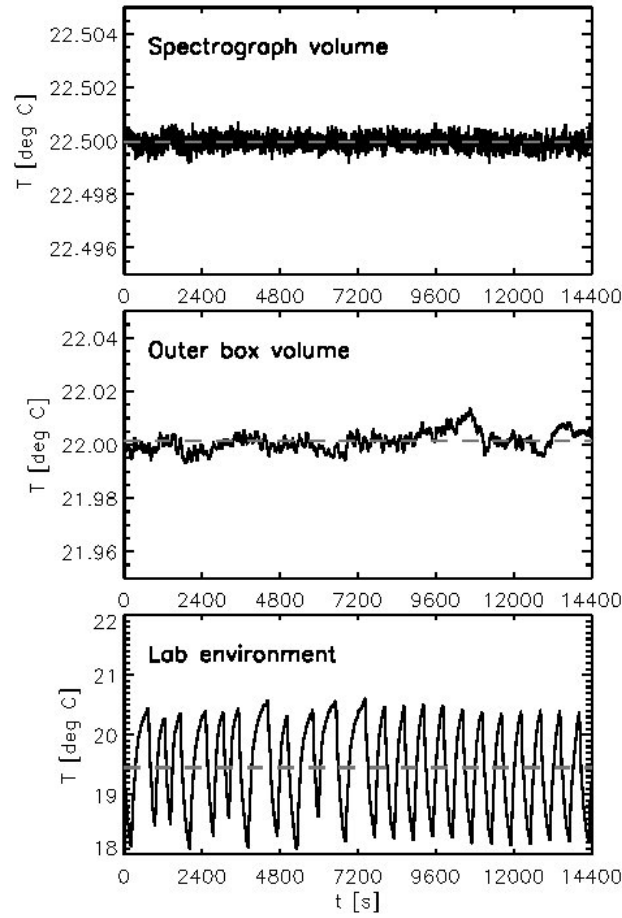 22.504
Spectrograph volume
22.502
22.500
22.498
22.496
T [deg C]
0 2400 4800 7200 9600 12000 14400
22.04
Outer box volume
22.02
22.00
21.98
21.96
T [deg C]
0 2400 4800 7200 9600 12000 14400
22
Lab environment
21
20
19
18
T [deg C]
0 2400 4800 7200 9600 12000 14400
t [s]